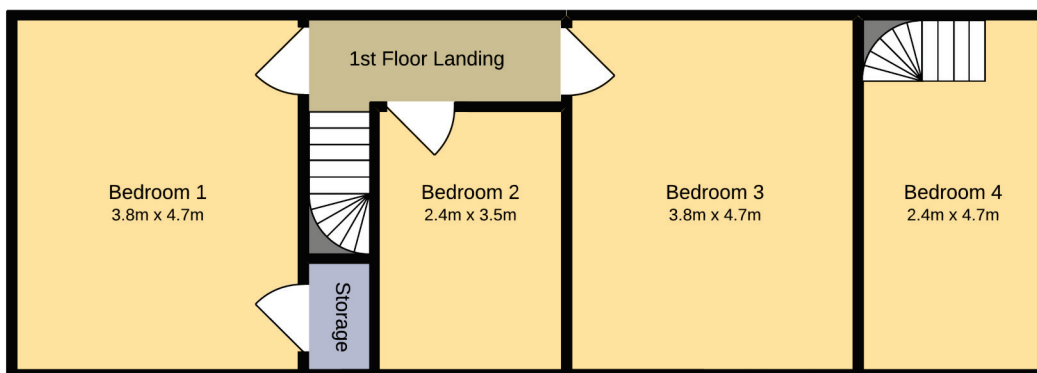 1st Floor Landing
Bedroom 1
3.8m x 4.7m
Bedroom 2
2.4m x 3.5m
Bedroom 3
3.8m x 4.7m
Bedroom 4
2.4m x 4.7m
Storage